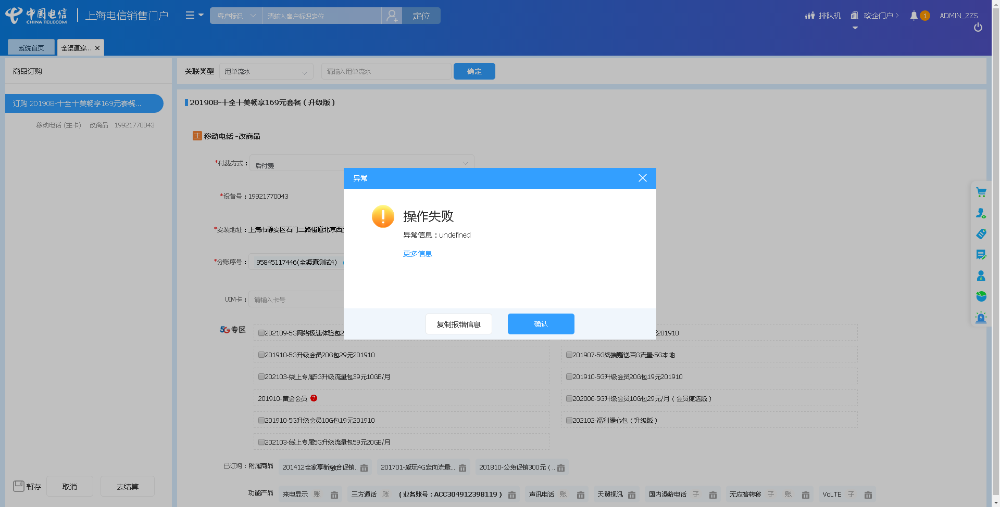 中国电信
CHINA TELECOM
上海电信销售门户
客户标识
请输入客户标识定位
定位
排队机
政企门户
1
ADMIN_ZZS
系统首页
全渠道穿...
商品订购
订购 201908-十全十美畅享169元套餐...
移动电话 (主卡) 改商品 19921770043
关联类型
甩单流水
请输入甩单流水
确定
201908-十全十美畅享169元套餐（升级版）
主 移动电话 -改商品
*付费方式：
后付费
*设备号：19921770043
*安装地址：上海市静安区石门二路街道北京西
*分账序号：
95845117446(全渠道测试4)
UIM卡：
请输入卡号
异常
操作失败
异常信息：undefined
更多信息
复制报错信息
确认
5G 专区
202109-5G网络极速体验包2
201910
201910-5G升级会员20G包29元201910
201907-5G终端赠送百G流量-5G本地
202103-线上专属5G升级流量包39元10GB/月
201910-5G升级会员20G包19元201910
201910-黄金会员
202006-5G升级会员10G包29元/月（会员随选版）
201910-5G升级会员10G包19元201910
202102-福利暖心包（升级版）
202103-线上专属5G升级流量包59元20GB/月
已订购：附属商品
201412全家享新融合促销..
201701-爱玩4G定向流量...
201810-公免促销300元（..
功能产品
来电显示 账
三方通话 账 （业务账号：ACC304912398119）
声讯电话 账
天翼视讯
国内漫游电话 子
无应答转移 子 账
VoLTE 子
暂存
取消
去结算